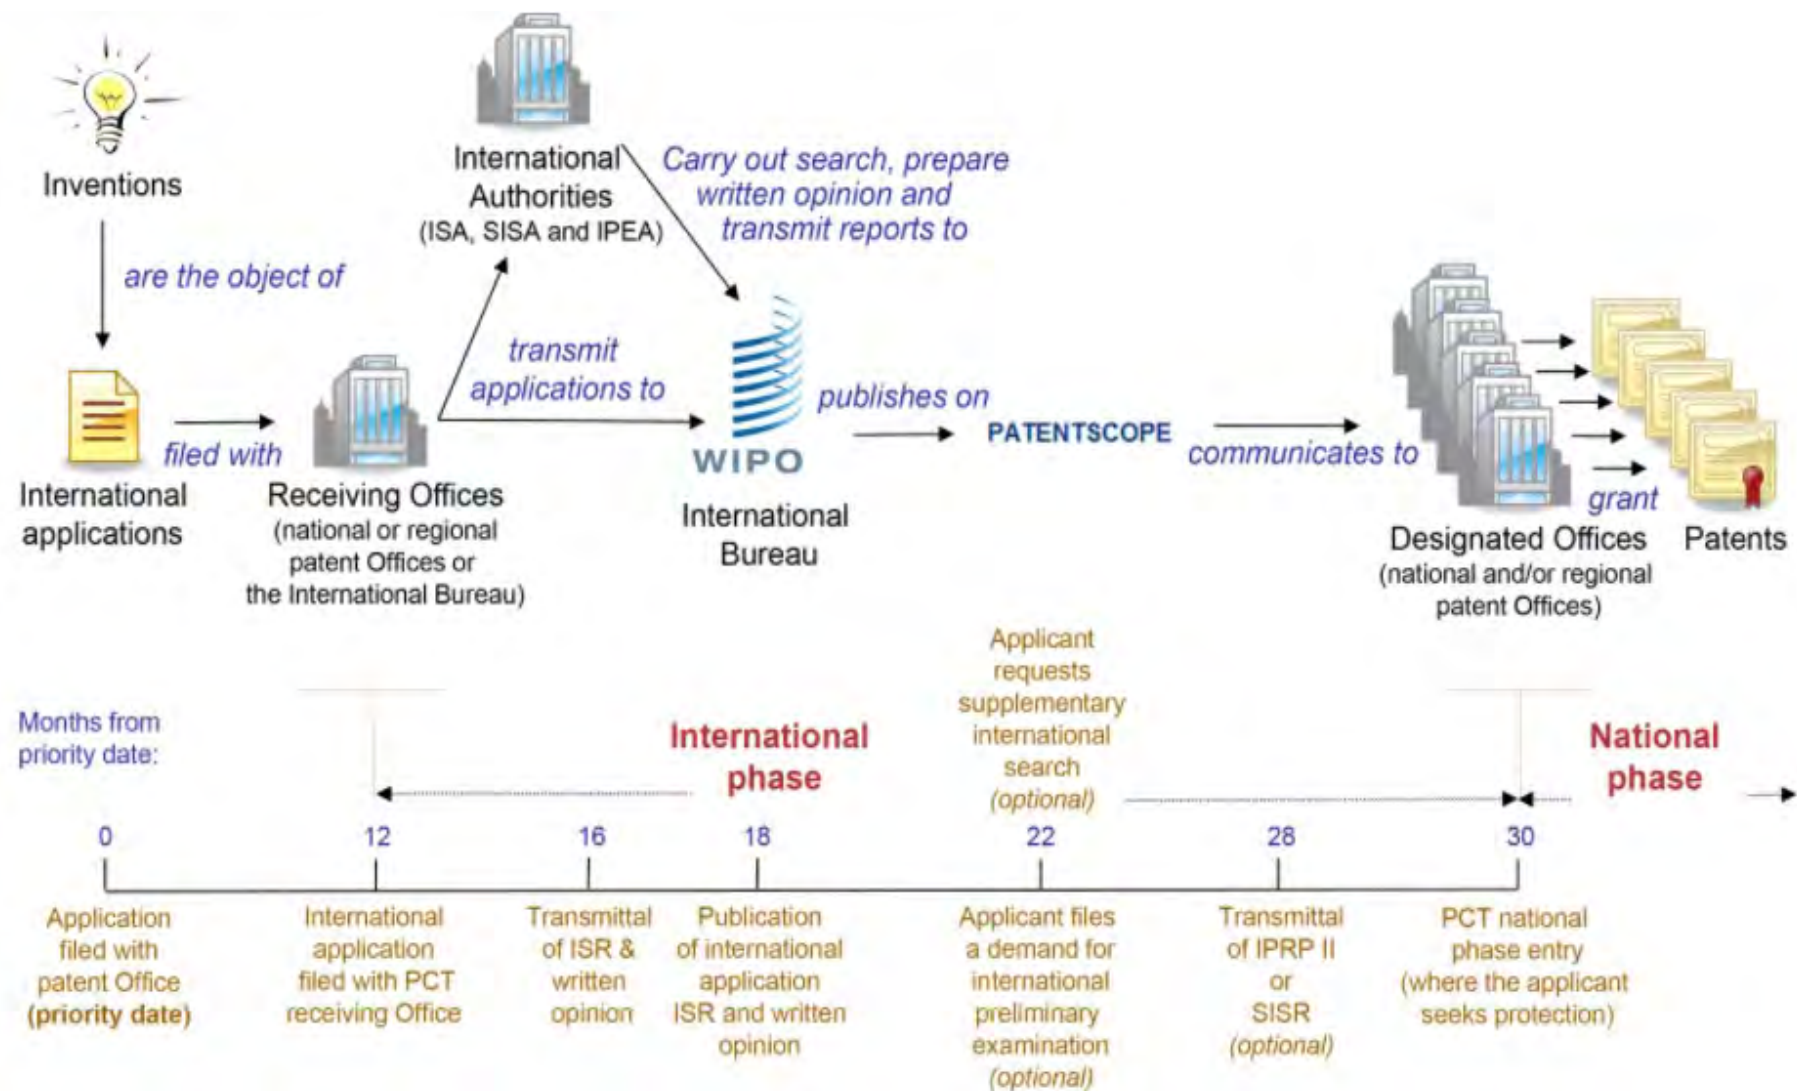 Inventions
are the object of
International
applications
filed with
Receiving Offices
(national or regional
patent Offices or
the International Bureau)
International
Authorities
(ISA, SISA and IPEA)
transmit
applications to
Carry out search, prepare
written opinion and
transmit reports to
WIPO
International
Bureau
publishes on
PATENTSCOPE
communicates to
Designated Offices
(national and/or regional
patent Offices)
grant
Patents
Months from
priority date:
International
phase
Applicant
requests
supplementary
international
search
(optional)
National
phase
0
12
16
18
22
28
30
Application
filed with
patent Office
(priority date)
International
application
filed with PCT
receiving Office
Transmittal
of ISR &
written
opinion
Publication
of international
application
ISR and written
opinion
Applicant files
a demand for
international
preliminary
examination
(optional)
Transmittal
of IPRP II
or
SISR
(optional)
PCT national
phase entry
(where the applicant
seeks protection)